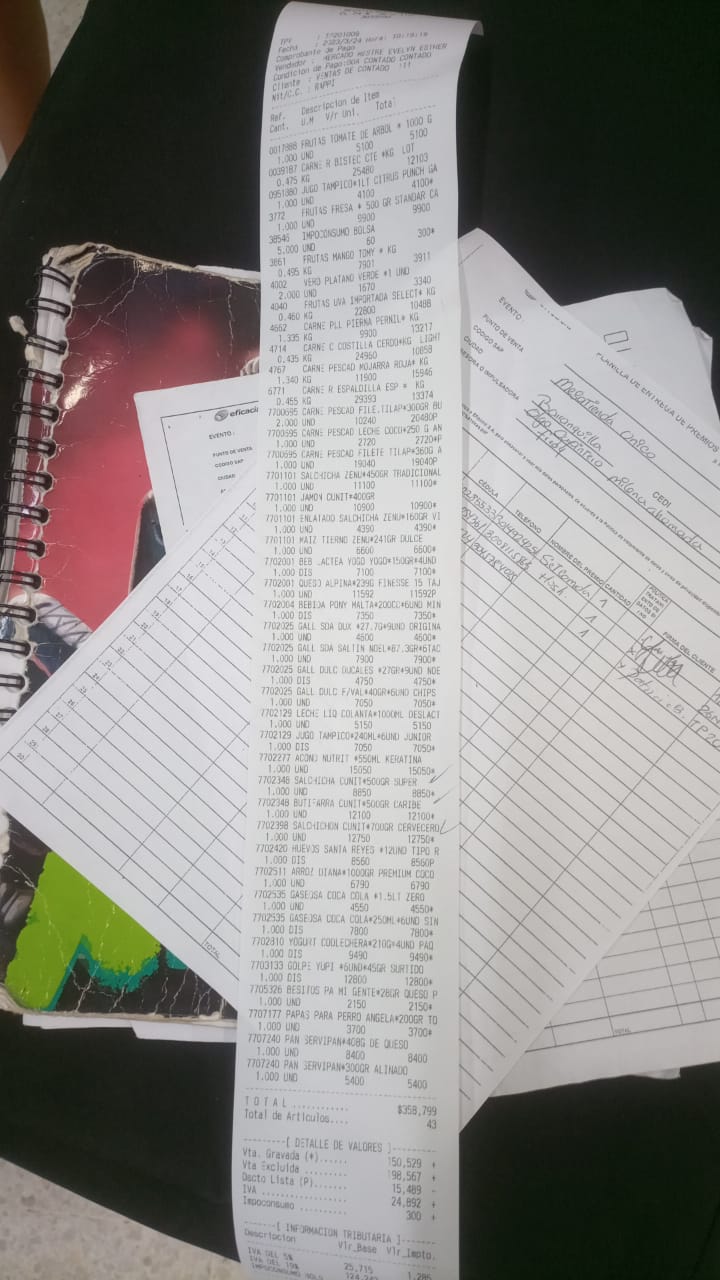 TPV : TP201009
Fecha : 2023/3/24 Hora: 10:19:19
Comprobante de Pago
Vendedor : MERCADO MESTRE EVELYN ESTHER
Condicion de Pago:00A CONTADO CONTADO
Cliente : VENTAS DE CONTADO
Nit/C.C. : RAPPI
Ref. Descripcion de Item
Cant. U.M V/r Uni. Total
0017888 FRUTAS TOMATE DE ARBOL * 1000 G
1.000 UND 5100 5100
0039187 CARNE R BISTEC CTE *KG LOT
0.475 KG 25480 12103
0951880 JUGO TAMPICO*1LT CITRUS PUNCH GA
1.000 UND 4100 4100*
3772 FRUTAS FRESA * 500 GR STANDAR CA
1.000 UND 9900 9900
38546 IMPOCONSUMO BOLSA
5.000 UND 60 300*
3861 FRUTAS MANGO TOMY * KG
0.495 KG 7901 3911
4002 VERD PLATANO VERDE *1 UND
2.000 UND 1670 3340
4040 FRUTAS UVA IMPORTADA SELECT* KG
0.460 KG 22800 10488
4662 CARNE PLL PIERNA PERNIL* KG
1.335 KG 9900 13217
4714 CARNE C COSTILLA CERDO*KG LIGHT
0.435 KG 24960 10858
4767 CARNE PESCAD MOJARRA ROJA* KG
1.340 KG 11900 15946
6771 CARNE R ESPALDILLA ESP * KG
0.455 KG 29393 13374
7700695 CARNE PESCAD FILE.TILAP*300GR BU
2.000 UND 10240 20480P
7700695 CARNE PESCAD LECHE COCO*250 G AN
1.000 UND 2720 2720P
7700695 CARNE PESCAD FILETE TILAP*360G A
1.000 UND 19040 19040P
7701101 SALCHICHA ZENU*450GR TRADICIONAL
1.000 UND 11100 11100*
7701101 JAMON CUNIT*400GR
1.000 UND 10900 10900*
7701101 ENLATADO SALCHICHA ZENU*160GR VI
1.000 UND 4390 4390*
7701101 MAIZ TIERNO ZENU*241GR DULCE
1.000 UND 6600 6600*
7702001 BEB LACTEA YOGO YOGO*150GR*4UND
1.000 DIS 7100 7100*
7702001 QUESO ALPINA*239G FINESSE 15 TAJ
1.000 UND 11592 11592P
7702004 BEBIDA PONY MALTA*200CC*6UND MIN
1.000 DIS 7350 7350*
7702025 GALL SDA DUX *27.7G*9UND ORIGINA
1.000 UND 4600 4600*
7702025 GALL SDA SALTIN NOEL*87.3GR*6TAC
1.000 UND 7900 7900*
7702025 GALL DULC DUCALES *27GR*9UND NOE
1.000 DIS 4750 4750*
7702025 GALL DULC F/VAL*40GR*6UND CHIPS
1.000 UND 7050 7050*
7702129 LECHE LIQ COLANTA*1000ML DESLACT
1.000 UND 5150 5150
7702129 JUGO TAMPICO*240ML*6UND JUNIOR
1.000 DIS 7050 7050*
7702277 ACOND NUTRIT *550ML KERATINA
1.000 UND 15050 15050*
7702348 SALCHICHA CUNIT*500GR SUPER
1.000 UND 8850 8850*
7702348 BUTIFARRA CUNIT*500GR CARIBE
1.000 UND 12100 12100*
7702398 SALCHICHON CUNIT*700GR CERVECERO
1.000 UND 12750 12750*
7702420 HUEVOS SANTA REYES *12UND TIPO R
1.000 DIS 8560 8560P
7702511 ARROZ DIANA*1000GR PREMIUM COCO
1.000 UND 6790 6790
7702535 GASEOSA COCA COLA *1.5LT ZERO
1.000 UND 4550 4550*
7702535 GASEOSA COCA COLA*250ML*6UND SIN
1.000 DIS 7800 7800*
7702810 YOGURT COOLECHERA*210G*4UND PAQ
1.000 DIS 9490 9490*
7703133 GOLPE YUPI *6UND*45GR SURTIDO
1.000 DIS 12800 12800*
7705326 BESITOS PA MI GENTE*28GR QUESO P
1.000 UND 2150 2150*
7707177 PAPAS PARA PERRO ANGELA*200GR TO
1.000 UND 3700 3700*
7707240 PAN SERVIPAN*408G DE QUESO
1.000 UND 8400 8400
7707240 PAN SERVIPAN*300GR ALINADO
1.000 UND 5400 5400
TOTAL ............ $358,799
Total de Articulos.... 43
--------[ DETALLE DE VALORES ]--------
Vta. Gravada (*)...... 150,529 +
Vta Excluida ......... 198,567 +
Dscto Lista (P)....... 15,489 -
IVA .................. 24,892 +
Impoconsumo .......... 300 +
------[ INFORMACION TRIBUTARIA ]------
Descripcion Vlr_Base Vlr_Impto.
IVA DEL 5% 25,715 1,285
IVA DEL 19%
eficacia
EVENTO :
PUNTO DE VENTA
CODIGO SAP
CIUDAD
TOTAL
PLANILLA DE ENTREGA DE PREMIOS
EVENTO
PUNTO DE VENTA
CODIGO SAP
CIUDAD
ASESORA O IMPULSADORA
Megatienda Unico
Barranquilla
CEDI
CEDULA
TELEFONO
NOMBRE DEL PREMIO
CANTIDAD
FIRMA DEL CLIENTE
1
1
TOTAL